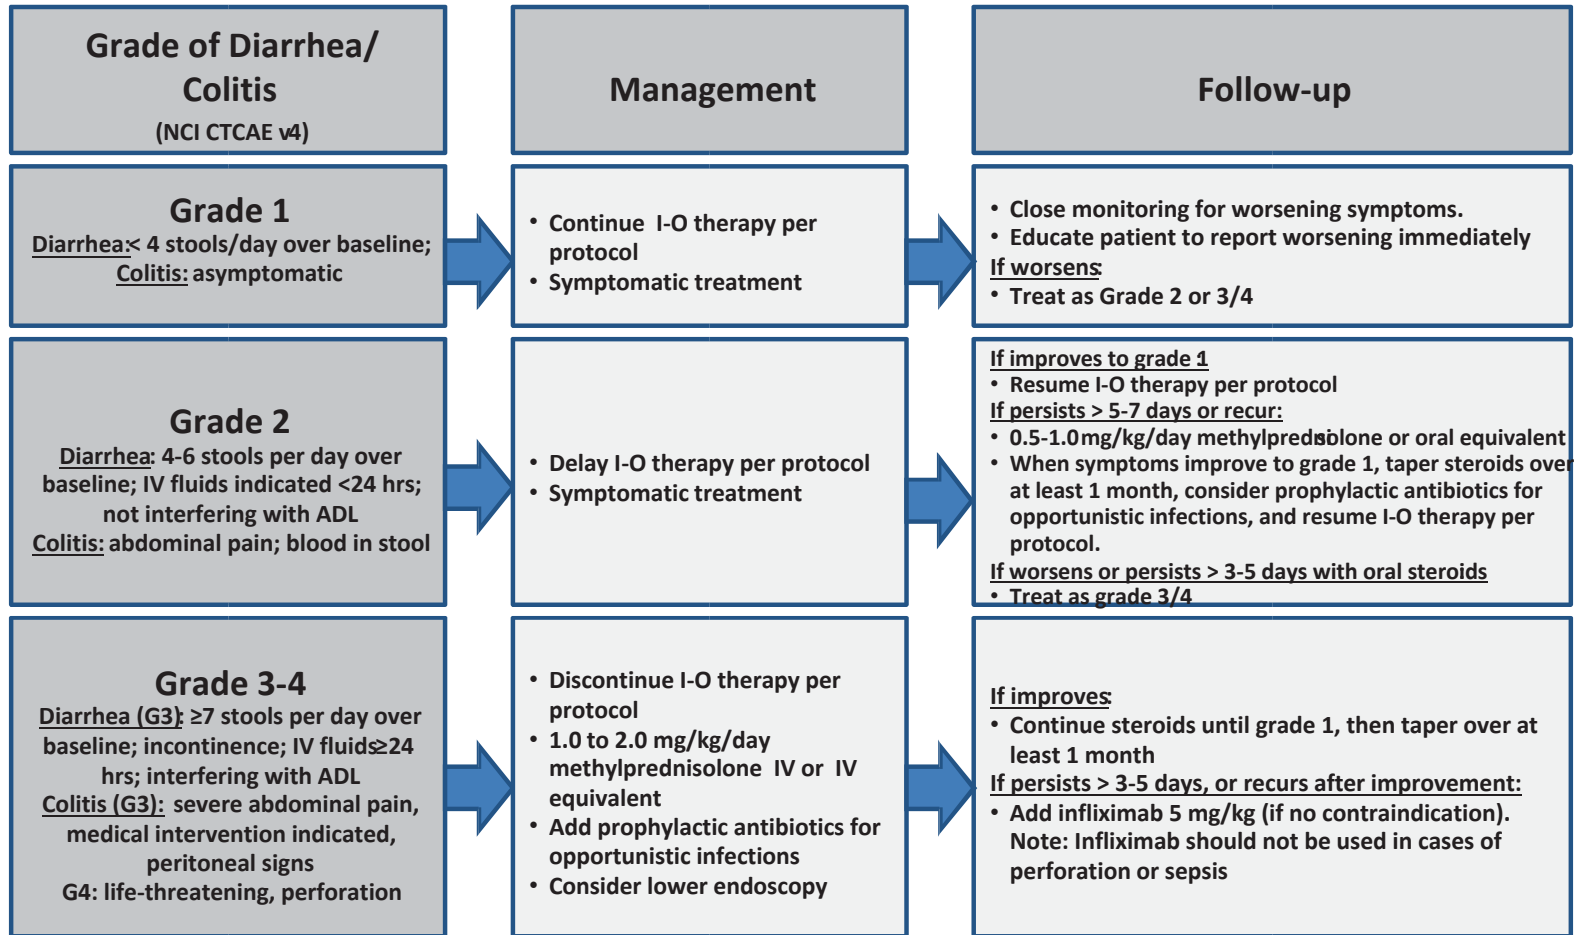 Grade of Diarrhea/
Colitis
(NCI CTCAE v4)
Management
Follow-up
Grade 1
Diarrhea:< 4 stools/day over baseline;
Colitis: asymptomatic
• Continue I-O therapy per
protocol
• Symptomatic treatment
• Close monitoring for worsening symptoms.
• Educate patient to report worsening immediately
If worsens:
• Treat as Grade 2 or 3/4
Grade 2
Diarrhea: 4-6 stools per day over
baseline; IV fluids indicated <24 hrs;
not interfering with ADL
Colitis: abdominal pain; blood in stool
• Delay I-O therapy per protocol
• Symptomatic treatment
If improves to grade 1:
• Resume I-O therapy per protocol
If persists > 5-7 days or recur:
• 0.5-1.0mg/kg/day methylprednisolone or oral equivalent
• When symptoms improve to grade 1, taper steroids over
at least 1 month, consider prophylactic antibiotics for
opportunistic infections, and resume I-O therapy per
protocol.
If worsens or persists > 3-5 days with oral steroids
• Treat as grade 3/4
Grade 3-4
Diarrhea (G3): ≥7 stools per day over
baseline; incontinence; IV fluids≥24
hrs; interfering with ADL
Colitis (G3): severe abdominal pain,
medical intervention indicated,
peritoneal signs
G4: life-threatening, perforation
• Discontinue I-O therapy per
protocol
• 1.0 to 2.0 mg/kg/day
methylprednisolone IV or IV
equivalent
• Add prophylactic antibiotics for
opportunistic infections
• Consider lower endoscopy
If improves:
• Continue steroids until grade 1, then taper over at
least 1 month
If persists > 3-5 days, or recurs after improvement:
• Add infliximab 5 mg/kg (if no contraindication).
Note: Infliximab should not be used in cases of
perforation or sepsis